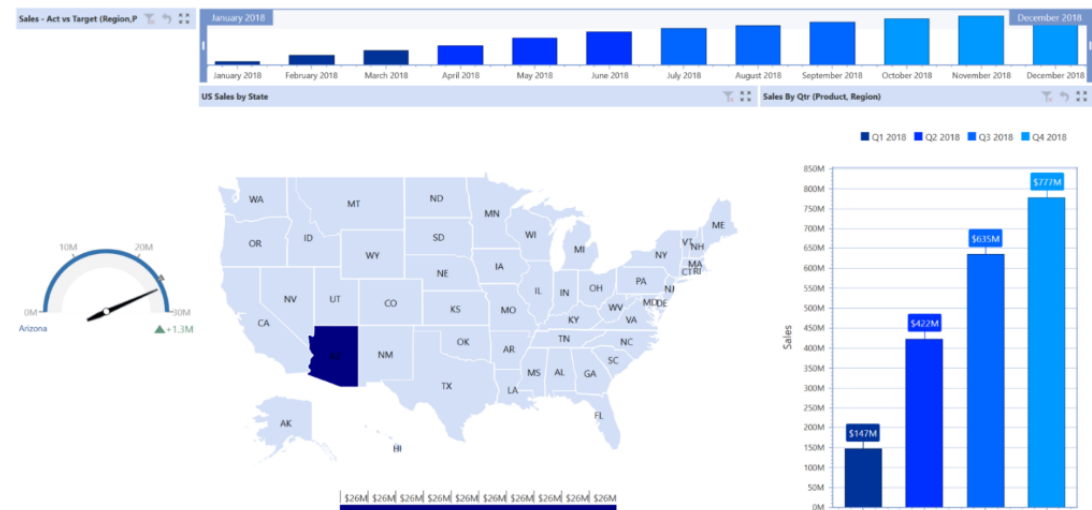 Sales - Act vs Target (Region,P
January 2018
December 2018
January 2018 February 2018 March 2018 April 2018 May 2018 June 2018 July 2018 August 2018 September 2018 October 2018 November 2018 December 2018
US Sales by State
Sales By Qtr (Product, Region)
Q1 2018 Q2 2018 Q3 2018 Q4 2018
0M
10M
20M
30M
Arizona
+1.3M
WA
MT
ND
MN
ME
OR
ID
SD
WI
MI
NY
VT
NH
WY
IA
MA
CT
RI
NE
PA
NV
UT
CO
IL
IN
OH
NJ
MD
DE
KS
MO
WV
VA
CA
KY
AZ
NM
OK
AR
TN
NC
SC
TX
LA
MS
AL
GA
AK
FL
HI
$26M $26M $26M $26M $26M $26M $26M $26M $26M $26M
850M
800M
750M
700M
650M
600M
550M
500M
450M
400M
350M
300M
250M
200M
150M
100M
50M
0M
Sales
$147M
$422M
$635M
$777M